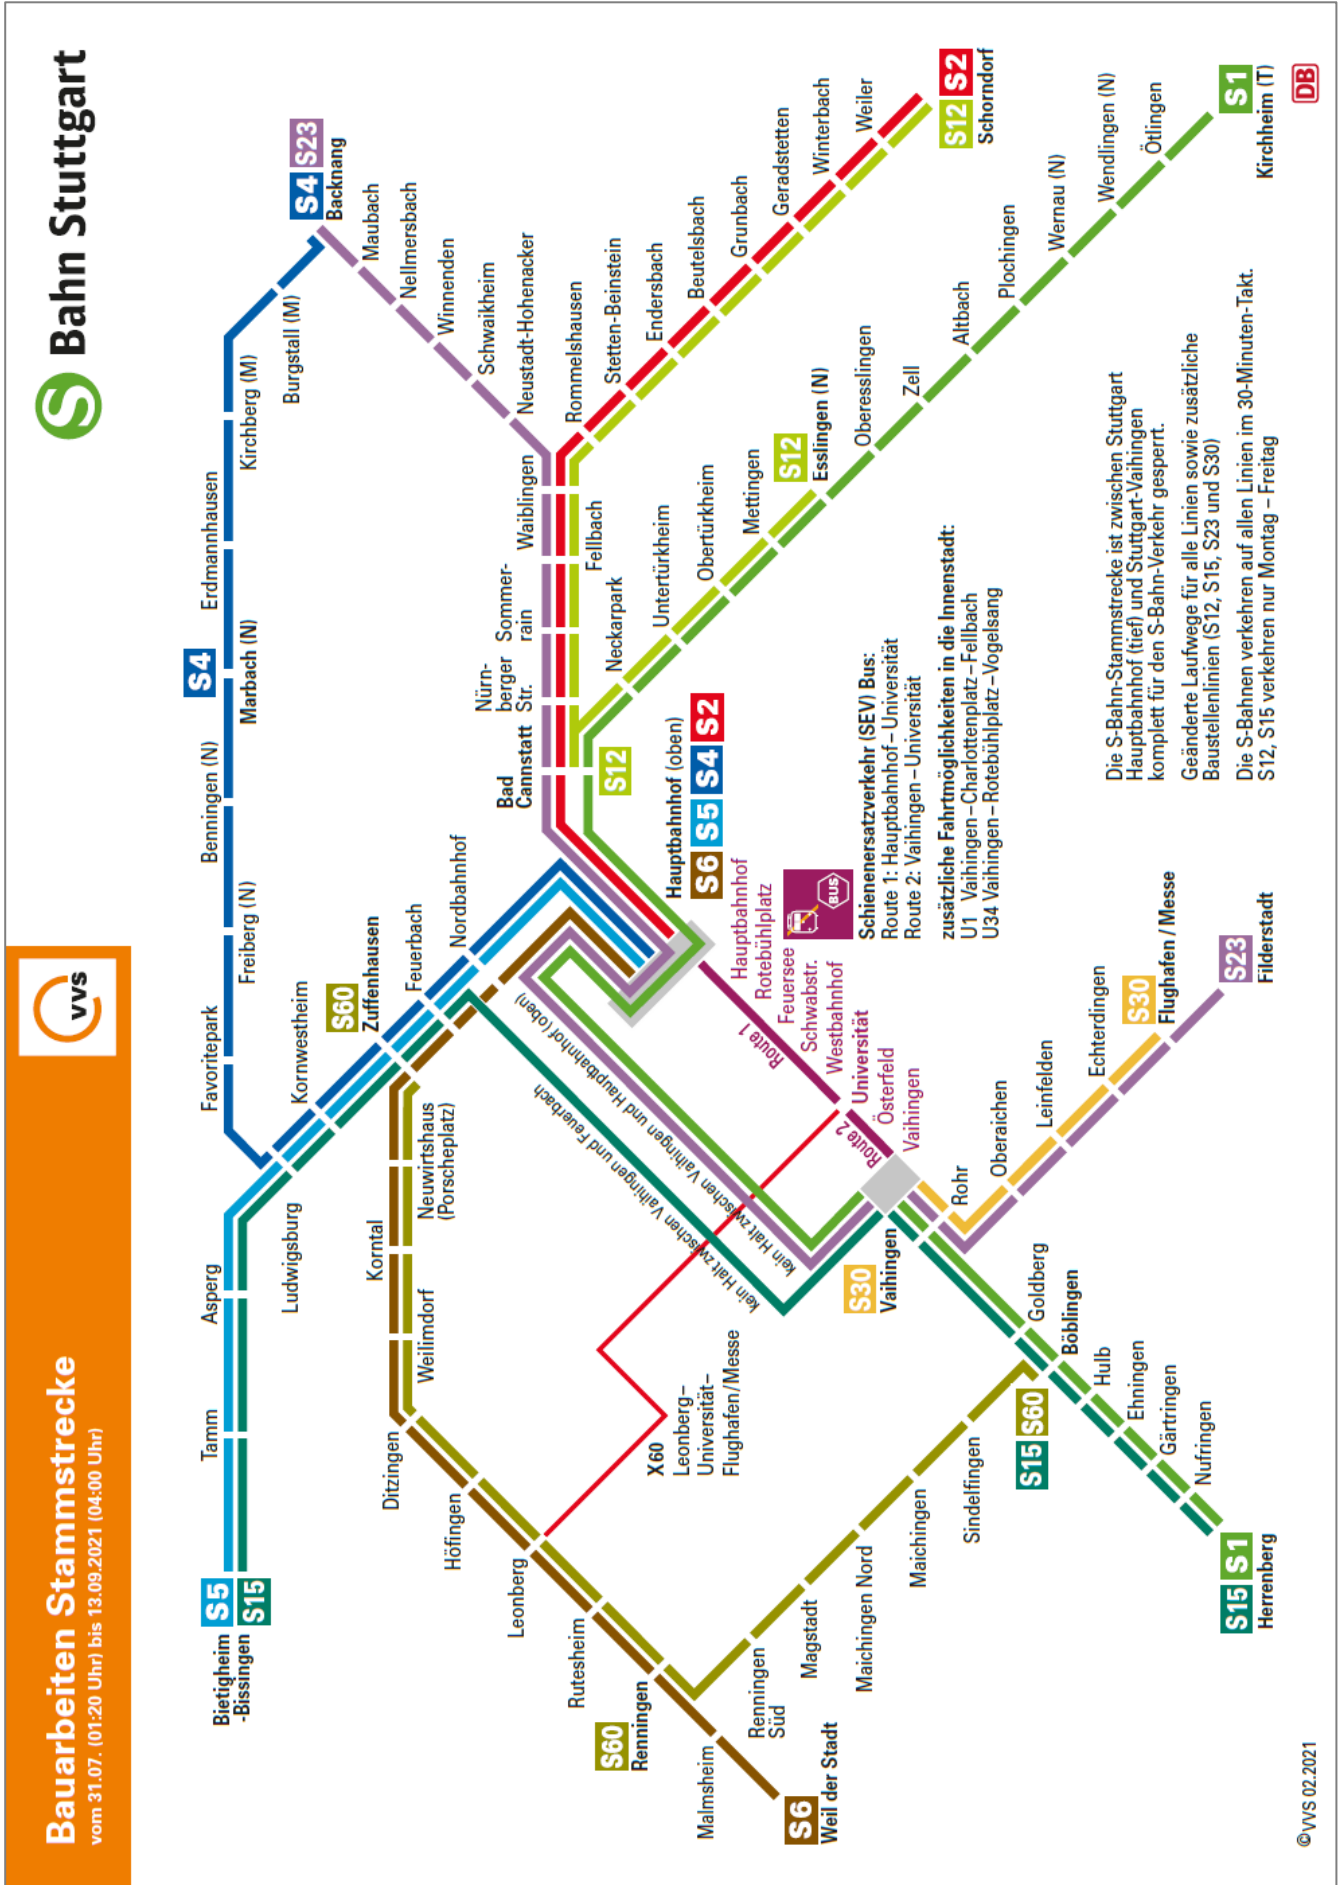 Bauarbeiten Stammstrecke
vom 31.07. (01:20 Uhr) bis 13.09.2021 (04:00 Uhr)
vvs
S Bahn Stuttgart
S5
S15
Bietigheim
-Bissingen
Tamm
Asperg
Ludwigsburg
Favoritepark
Freiberg (N)
Benningen (N)
S4
Marbach (N)
Erdmannhausen
Kirchberg (M)
Burgstall (M)
S4 S23
Backnang
Maubach
Nellmersbach
Winnenden
Schwaikheim
Neustadt-Hohenacker
Waiblingen
Kornwestheim
S60
Zuffenhausen
Feuerbach
Nordbahnhof
Neuwirtshaus
(Porscheplatz)
Korntal
Weilimdorf
Ditzingen
Höfingen
Leonberg
Rutesheim
S60
Renningen
Malmsheim
S6
Weil der Stadt
Renningen
Süd
Magstadt
Maichingen Nord
Maichingen
Sindelfingen
S15 S60
Böblingen
Goldberg
Hulb
Ehningen
Gärtringen
Nufringen
S15 S1
Herrenberg
X60
Leonberg–
Universität–
Flughafen/Messe
kein Halt zwischen Vaihingen und Feuerbach
kein Halt zwischen Vaihingen und Hauptbahnhof (oben)
S30
Vaihingen
Rohr
Oberaichen
Leinfelden
Echterdingen
S30
Flughafen / Messe
S23
Filderstadt
Route 1
Route 2
Hauptbahnhof
Rotebühlplatz
Feuersee
Schwabstr.
Westbahnhof
Universität
Österfeld
Vaihingen
Hauptbahnhof (oben)
S6 S5 S4 S2
Bad
Cannstatt
S12
Nürn-
berger
Str.
Sommer-
rain
Fellbach
Rommelshausen
Stetten-Beinstein
Endersbach
Beutelsbach
Grunbach
Geradstetten
Winterbach
Weiler
S12 S2
Schorndorf
Neckarpark
Untertürkheim
Obertürkheim
Mettingen
S12
Esslingen (N)
Oberesslingen
Zell
Altbach
Plochingen
Wernau (N)
Wendlingen (N)
Ötlingen
S1
Kirchheim (T)
BUS
Schienenersatzverkehr (SEV) Bus:
Route 1: Hauptbahnhof – Universität
Route 2: Vaihingen – Universität
zusätzliche Fahrtmöglichkeiten in die Innenstadt:
U1 Vaihingen – Charlottenplatz – Fellbach
U34 Vaihingen – Rotebühlplatz – Vogelsang
Die S-Bahn-Stammstrecke ist zwischen Stuttgart
Hauptbahnhof (tief) und Stuttgart-Vaihingen
komplett für den S-Bahn-Verkehr gesperrt.
Geänderte Laufwege für alle Linien sowie zusätzliche
Baustellenlinien (S12, S15, S23 und S30)
Die S-Bahnen verkehren auf allen Linien im 30-Minuten-Takt.
S12, S15 verkehren nur Montag – Freitag
©VVS 02.2021
DB